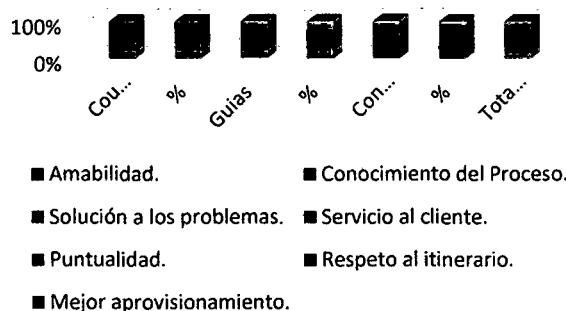 100%
0%
Cou... % Guias % Con... % Tota...
Amabilidad. Conocimiento del Proceso.
Solución a los problemas. Servicio al cliente.
Puntualidad. Respeto al itinerario.
Mejor aprovisionamiento.